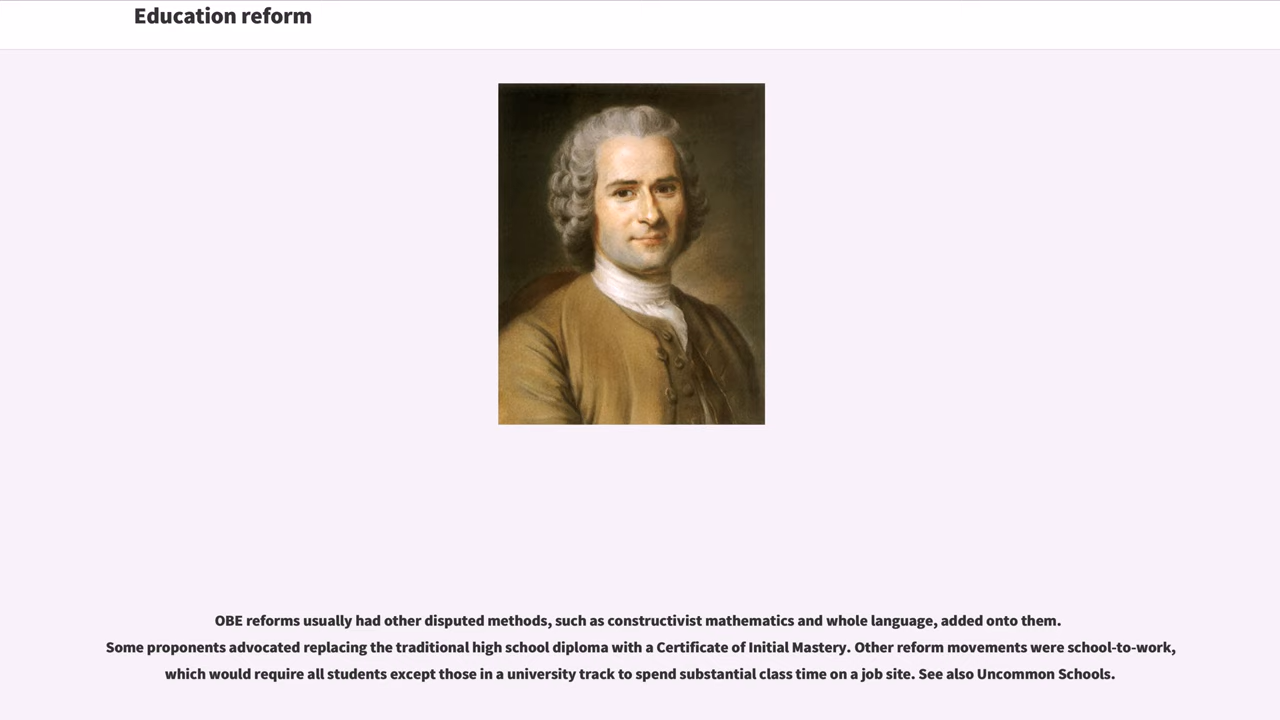 Education reform
OBE reforms usually had other disputed methods, such as constructivist mathematics and whole language, added onto them.
Some proponents advocated replacing the traditional high school diploma with a Certificate of Initial Mastery. Other reform movements were school-to-work,
which would require all students except those in a university track to spend substantial class time on a job site. See also Uncommon Schools.